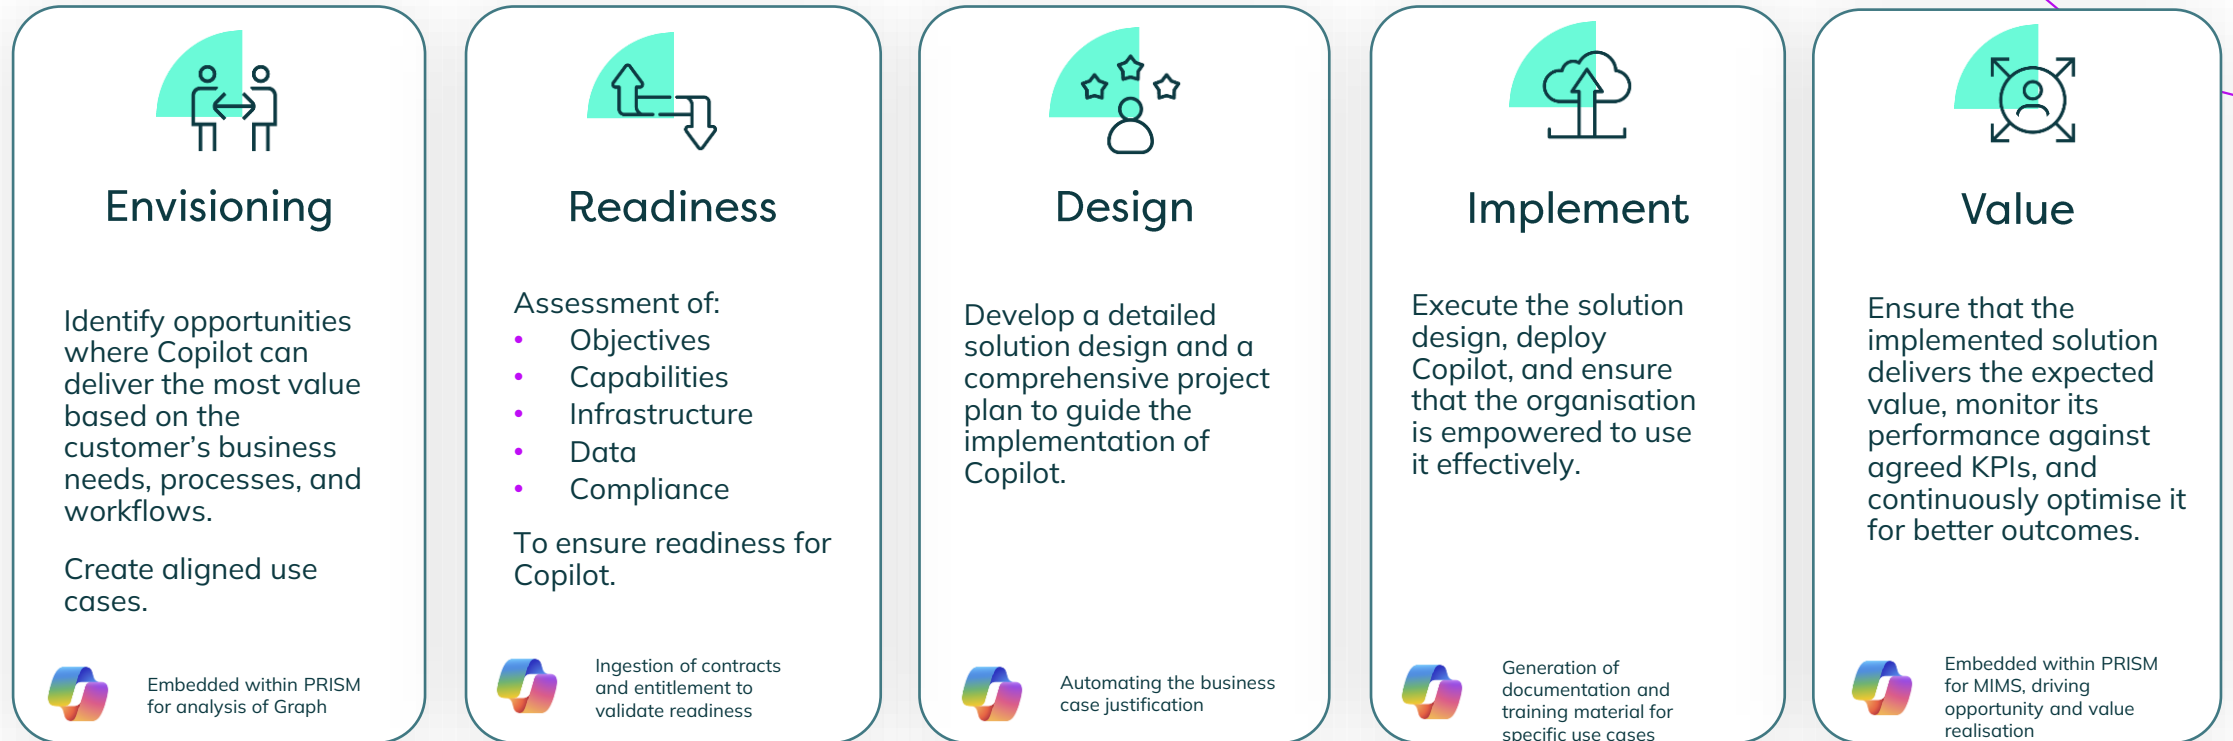 Envisioning
Identify opportunities
where Copilot can
deliver the most value
based on the
customer’s business
needs, processes, and
workflows.
Create aligned use
cases.
Embedded within PRISM
for analysis of Graph
Readiness
Assessment of:
• Objectives
• Capabilities
• Infrastructure
• Data
• Compliance
To ensure readiness for
Copilot.
Ingestion of contracts
and entitlement to
validate readiness
Design
Develop a detailed
solution design and a
comprehensive project
plan to guide the
implementation of
Copilot.
Automating the business
case justification
Implement
Execute the solution
design, deploy
Copilot, and ensure
that the organisation
is empowered to use
it effectively.
Generation of
documentation and
training material for
specific use cases
Value
Ensure that the
implemented solution
delivers the expected
value, monitor its
performance against
agreed KPIs, and
continuously optimise it
for better outcomes.
Embedded within PRISM
for MIMS, driving
opportunity and value
realisation